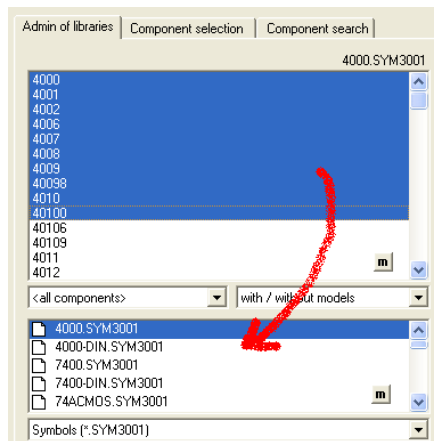 Admin of libraries Component selection Component search
4000.SYM3001
4000
4001
4002
4006
4007
4008
4009
40098
4010
40100
40106
40109
4011
4012
m
<all components> with / without models
4000.SYM3001
4000-DIN.SYM3001
7400.SYM3001
7400-DIN.SYM3001
74ACMOS.SYM3001
m
Symbols (*.SYM3001)